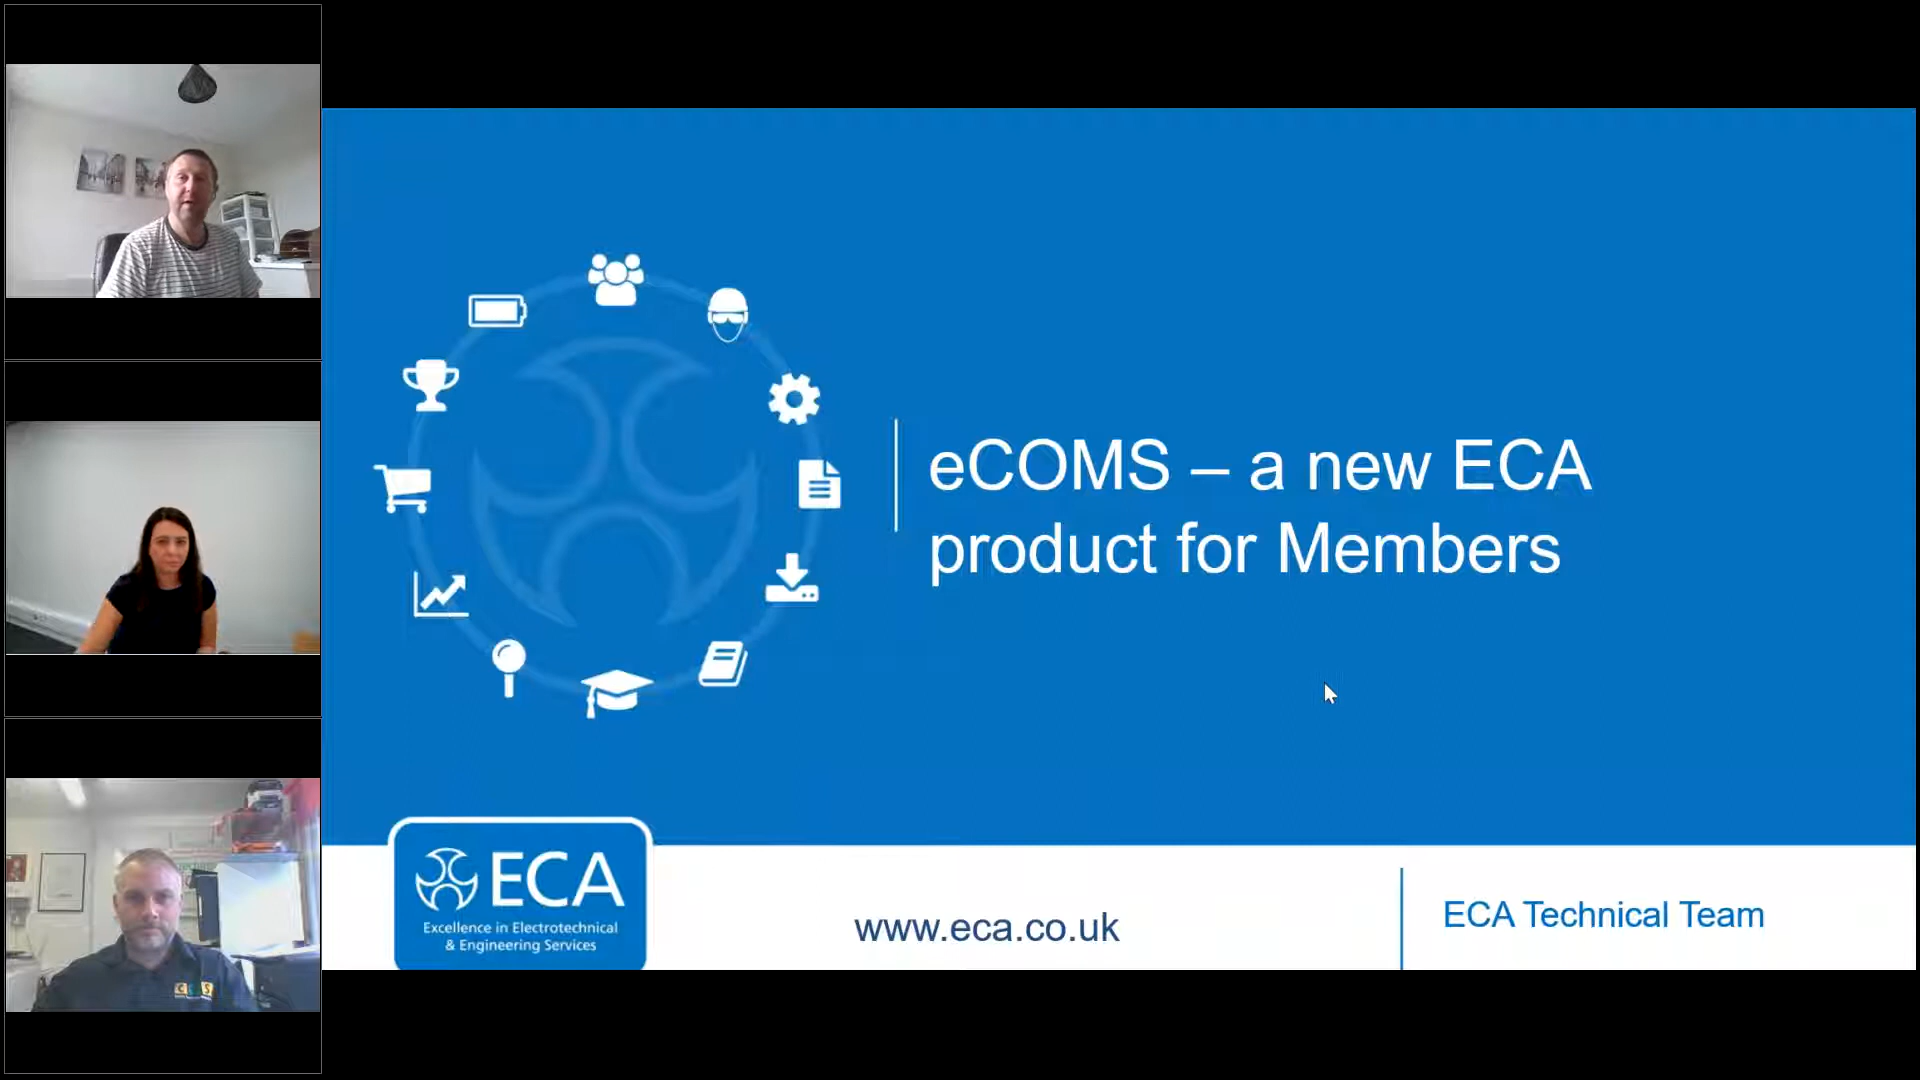 eCOMS – a new ECA
product for Members
ECA
Excellence in Electrotechnical
& Engineering Services
www.eca.co.uk
ECA Technical Team